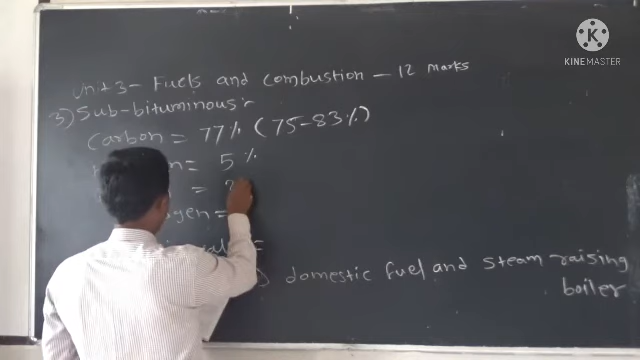 KINEMASTER
Unit 3 - Fuels and combustion - 12 marks
3) Sub-bituminous:
Carbon = 77% (75-83%)
= 5 %
=
gen =
=
domestic fuel and steam raising
boiler